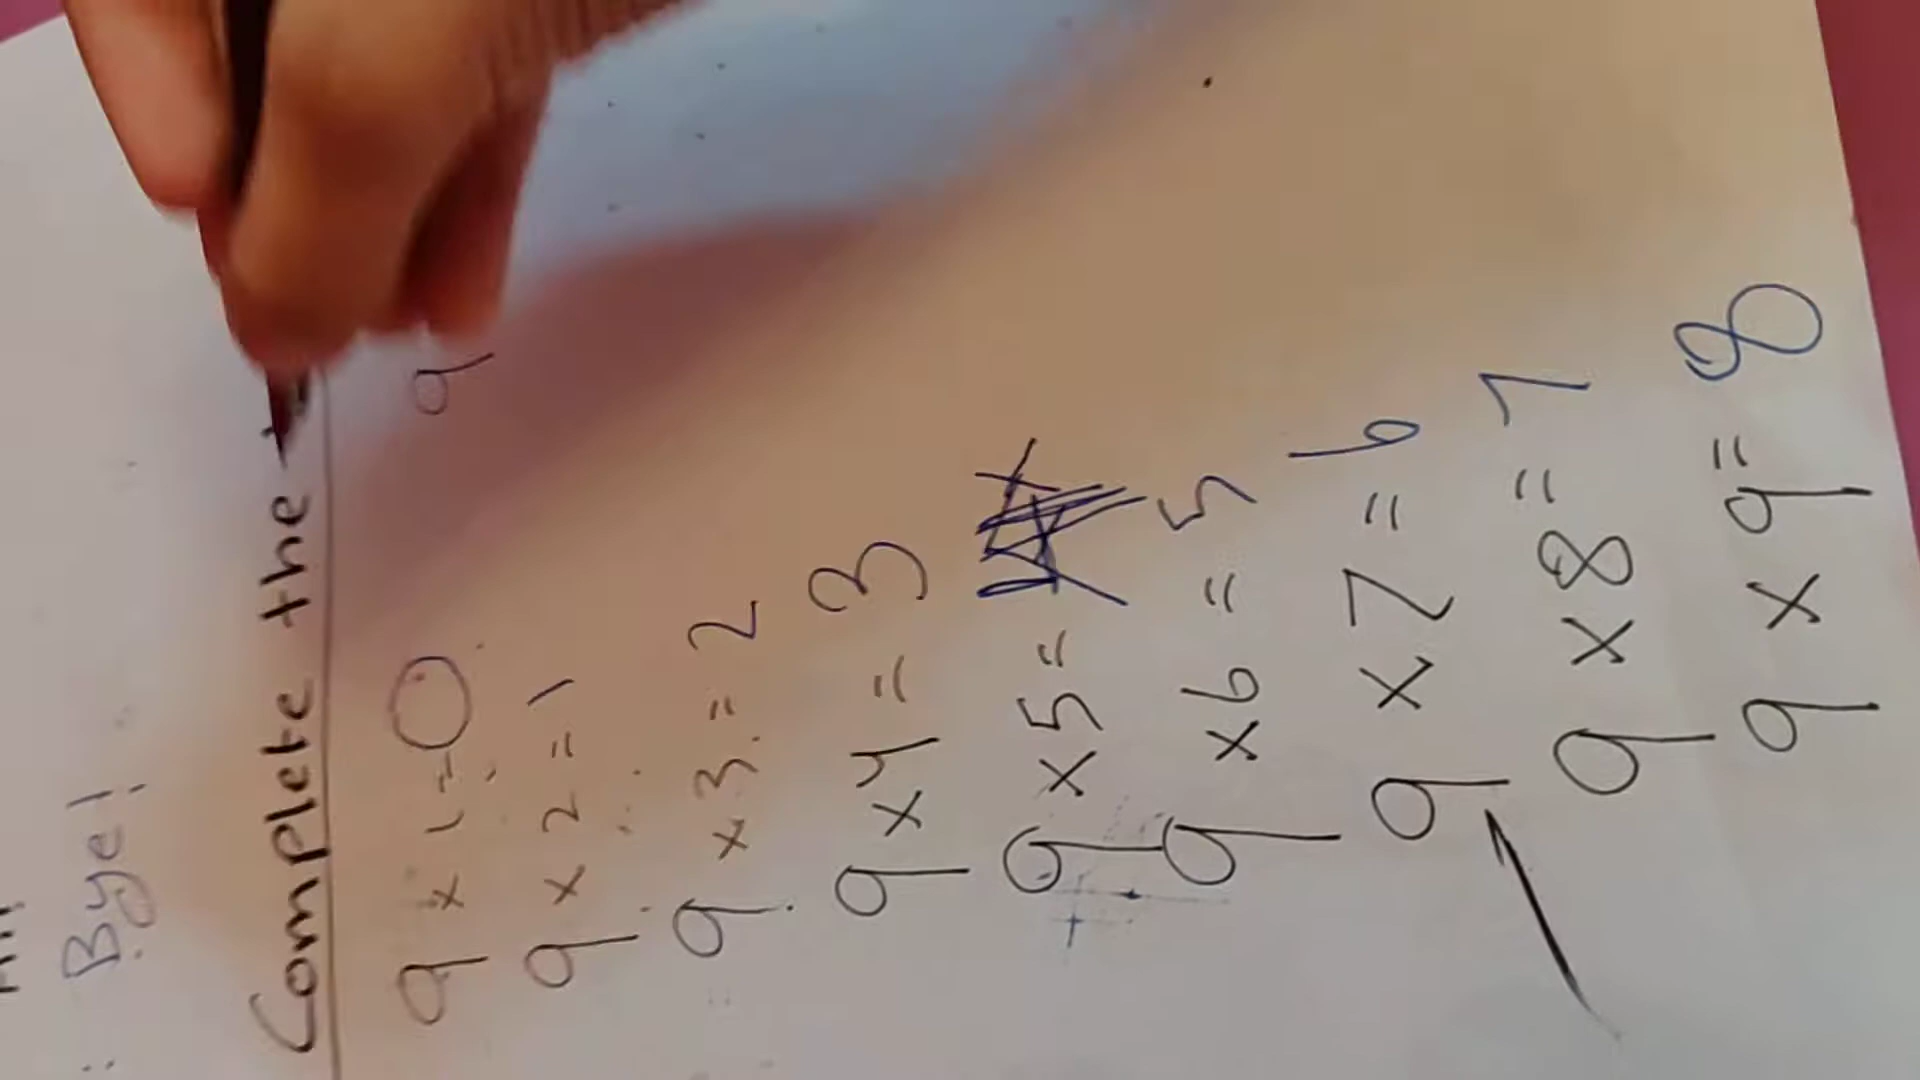 Bye!
Complete the
9 x 1 = 0 9
9 x 2 = 1
9 x 3 = 2
9 x 4 = 3
9 x 5 =
9 x 6 = 5
9 x 7 = 6
9 x 8 = 7
9 x 9 = 8